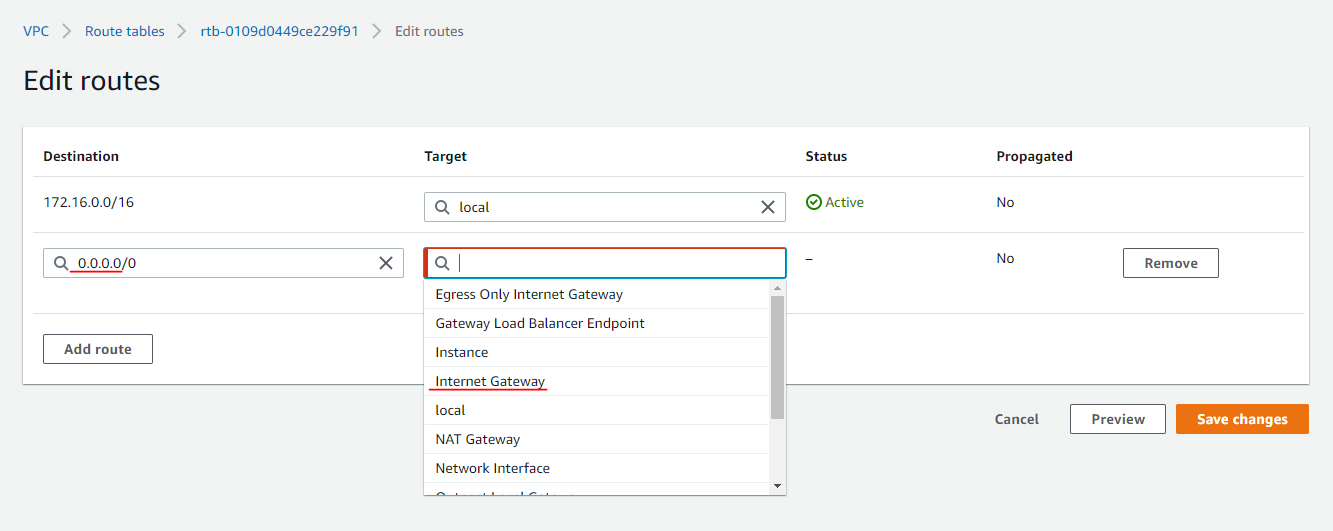 VPC > Route tables > rtb-0109d0449ce229f91 > Edit routes
Edit routes
Destination Target Status Propagated
172.16.0.0/16 local Active No
0.0.0.0/0 – No Remove
Egress Only Internet Gateway
Gateway Load Balancer Endpoint
Instance
Internet Gateway
local
NAT Gateway
Network Interface
Add route
Cancel Preview Save changes